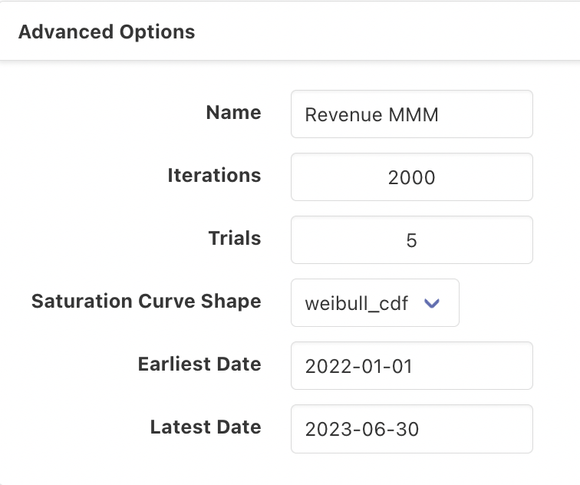 Advanced Options
Name Revenue MMM
Iterations 2000
Trials 5
Saturation Curve Shape weibull_cdf
Earliest Date 2022-01-01
Latest Date 2023-06-30